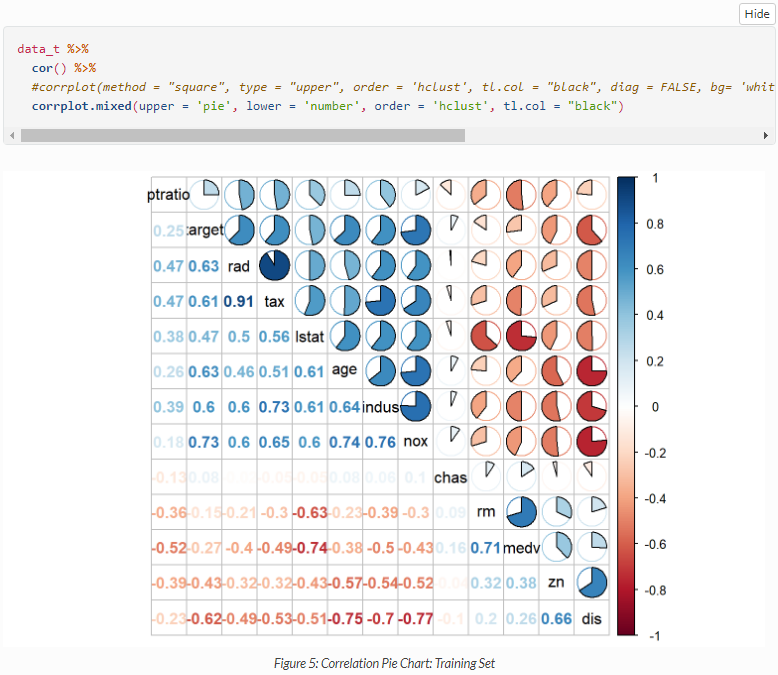 Hide
data_t %>%
cor() %>%
#corrplot(method = "square", type = "upper", order = 'hclust', tl.col = "black", diag = FALSE, bg= 'whit
corrplot.mixed(upper = 'pie', lower = 'number', order = 'hclust', tl.col = "black")
ptratio
0.25 target
0.47 0.63 rad
0.47 0.61 0.91 tax
0.38 0.47 0.5 0.56 lstat
0.26 0.63 0.46 0.51 0.61 age
0.39 0.6 0.6 0.73 0.61 0.64 indus
0.18 0.73 0.6 0.65 0.6 0.74 0.76 nox
-0.13 0.08 -0.05 0.08 0.06 0.1 chas
-0.36 -0.15 -0.21 -0.3 -0.63 -0.23 -0.39 -0.3 0.09 rm
-0.52 -0.27 -0.4 -0.49 -0.74 -0.38 -0.5 -0.43 0.16 0.71 medv
-0.39 -0.43 -0.32 -0.32 -0.43 -0.57 -0.54 -0.52 -0.04 0.32 0.38 zn
-0.23 -0.62 -0.49 -0.53 -0.51 -0.75 -0.7 -0.77 -0.1 0.2 0.26 0.66 dis
1
0.8
0.6
0.4
0.2
0
-0.2
-0.4
-0.6
-0.8
-1
Figure 5: Correlation Pie Chart: Training Set